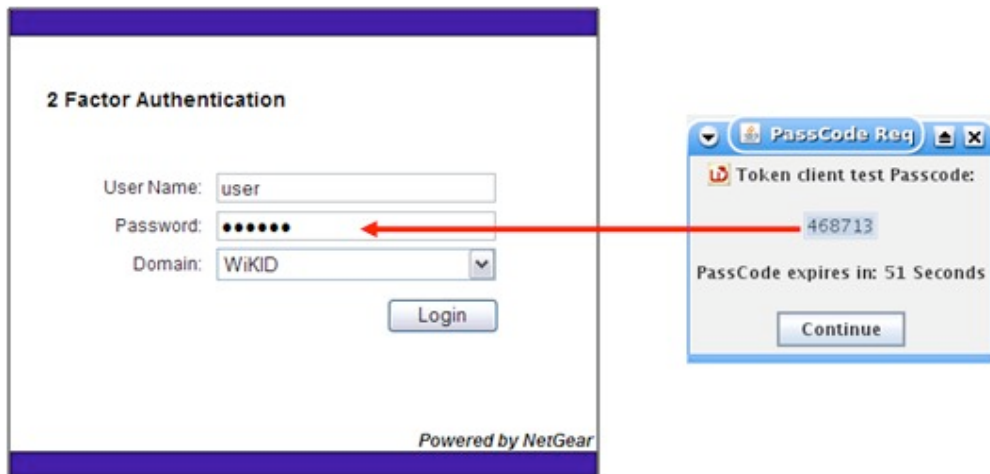 2 Factor Authentication
User Name: user
Password: ••••••
Domain: WiKID
Login
Powered by NetGear
PassCode Req
Token client test Passcode:
468713
PassCode expires in: 51 Seconds
Continue